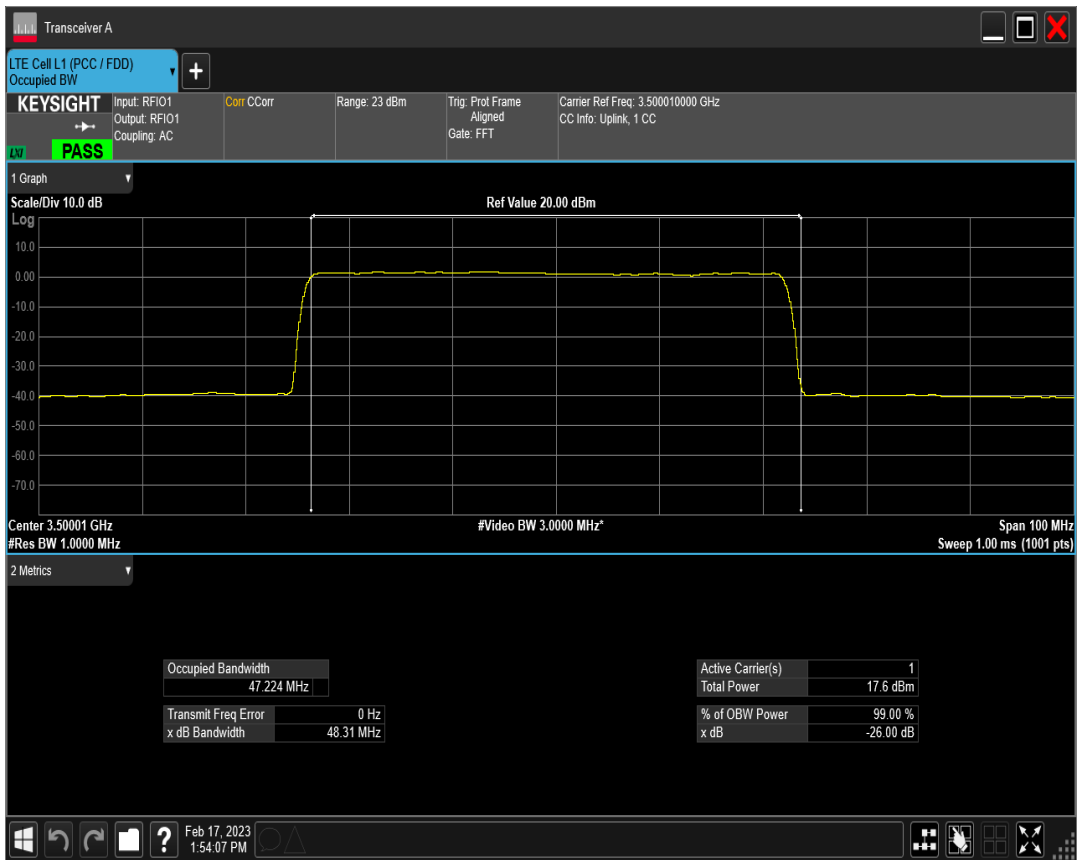 Transceiver A
LTE Cell L1 (PCC / FDD)
Occupied BW
+
KEYSIGHT
LXI
PASS
Input: RFIO1
Output: RFIO1
Coupling: AC
Corr CCorr
Range: 23 dBm
Trig: Prot Frame
Aligned
Gate: FFT
Carrier Ref Freq: 3.500010000 GHz
CC Info: Uplink, 1 CC
1 Graph
Scale/Div 10.0 dB
Ref Value 20.00 dBm
Log
10.0
0.00
-10.0
-20.0
-30.0
-40.0
-50.0
-60.0
-70.0
Center 3.50001 GHz
#Video BW 3.0000 MHz*
Span 100 MHz
#Res BW 1.0000 MHz
Sweep 1.00 ms (1001 pts)
2 Metrics
Occupied Bandwidth
47.224 MHz
Transmit Freq Error 0 Hz
x dB Bandwidth 48.31 MHz
Active Carrier(s) 1
Total Power 17.6 dBm
% of OBW Power 99.00 %
x dB -26.00 dB
?
Feb 17, 2023
1:54:07 PM